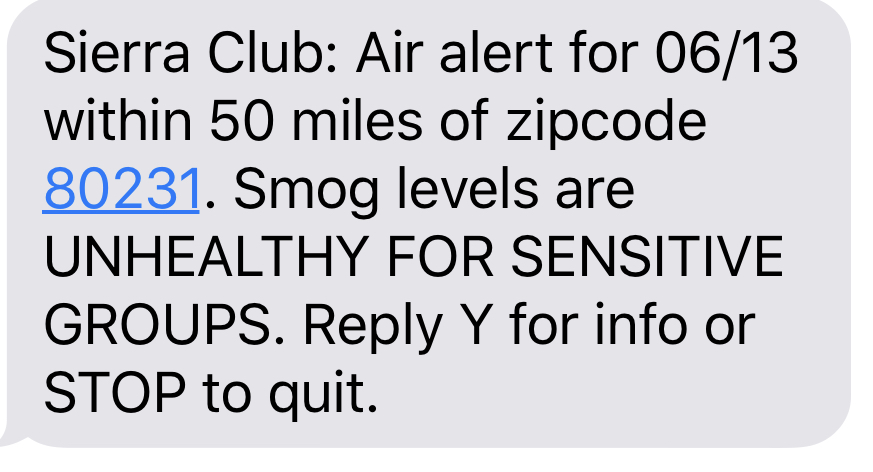 Sierra Club: Air alert for 06/13
within 50 miles of zipcode
80231. Smog levels are
UNHEALTHY FOR SENSITIVE
GROUPS. Reply Y for info or
STOP to quit.